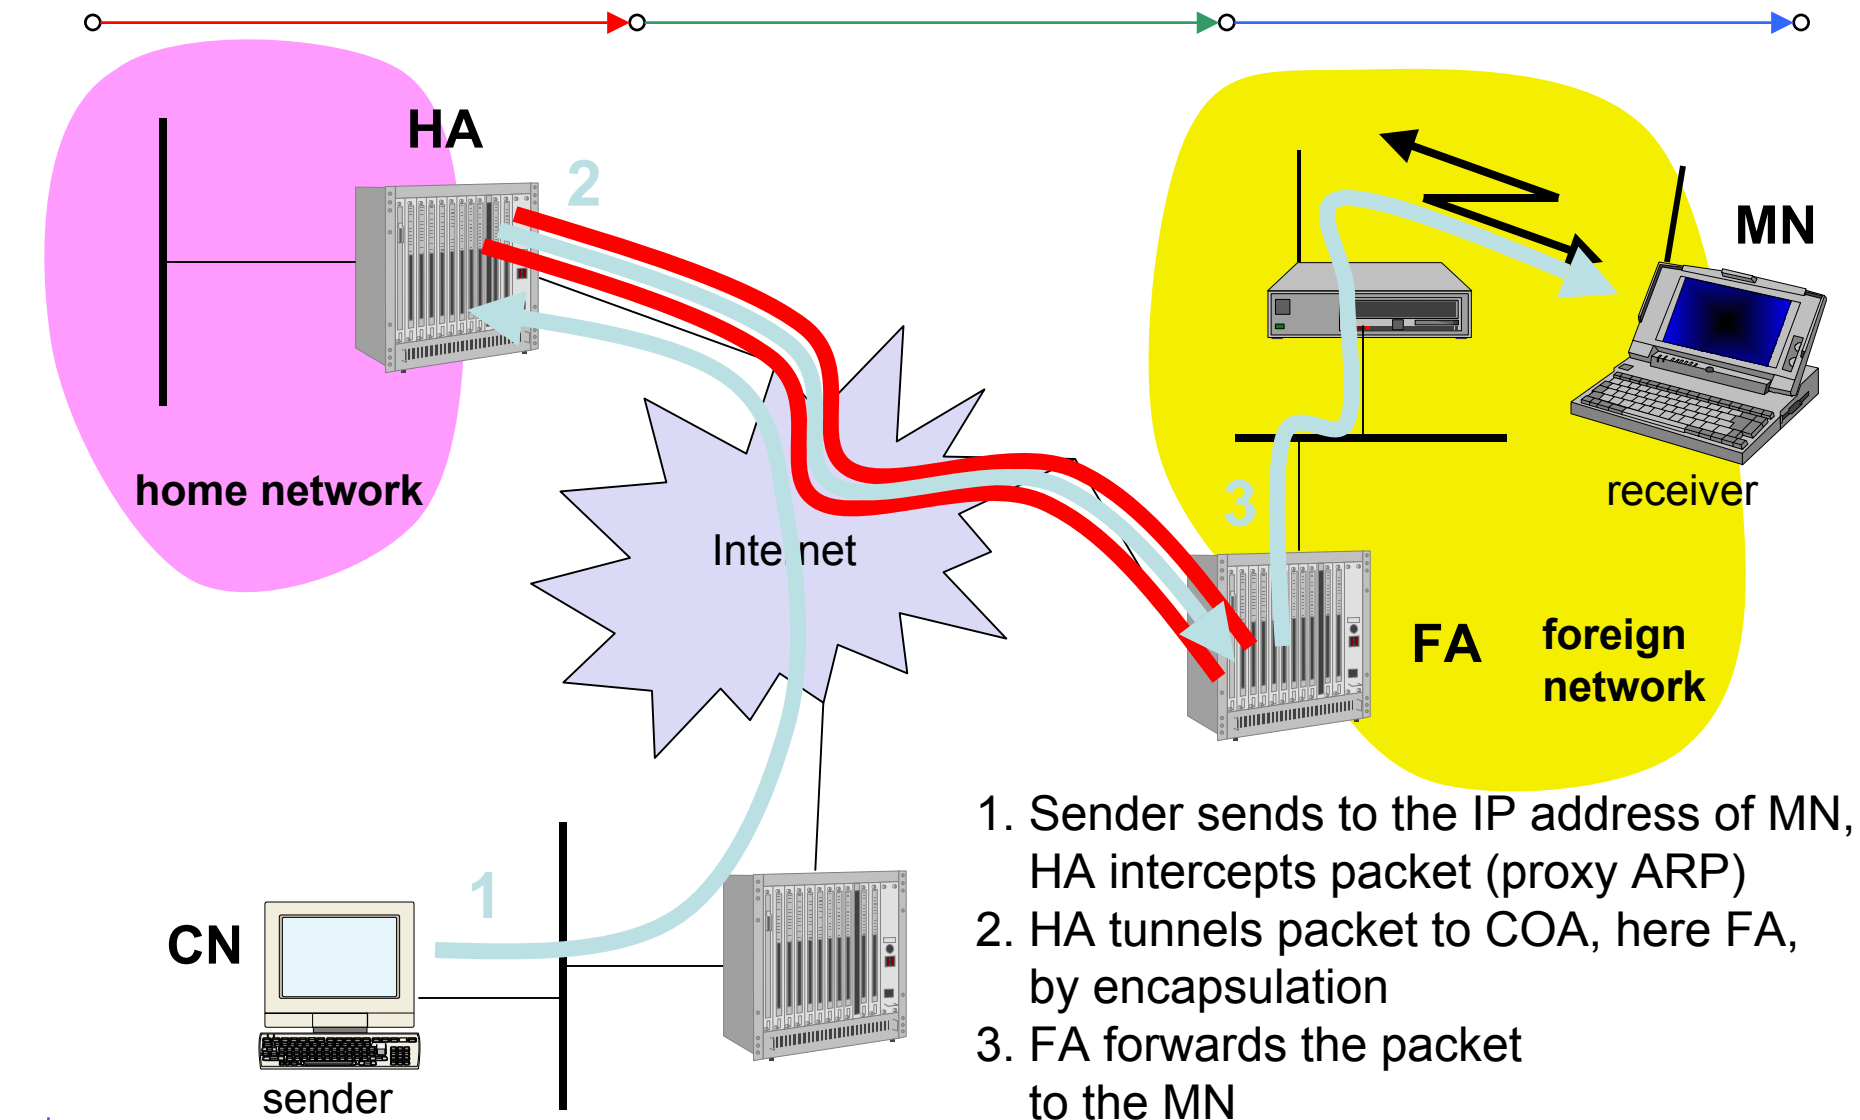 HA
2
MN
home network
Internet
3
receiver
FA
foreign
network
1
CN
sender
1. Sender sends to the IP address of MN,
HA intercepts packet (proxy ARP)
2. HA tunnels packet to COA, here FA,
by encapsulation
3. FA forwards the packet
to the MN